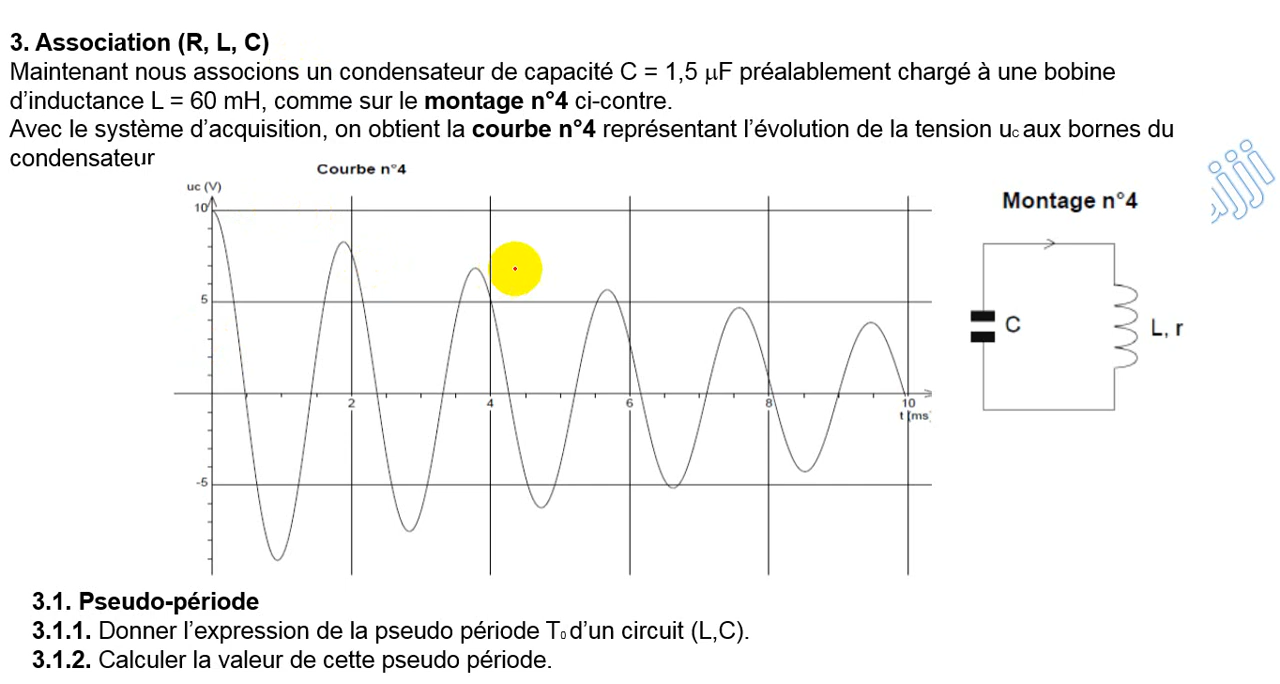 3. Association (R, L, C)
Maintenant nous associons un condensateur de capacité C = 1,5 µF préalablement chargé à une bobine
d'inductance L = 60 mH, comme sur le montage n°4 ci-contre.
Avec le système d'acquisition, on obtient la courbe n°4 représentant l'évolution de la tension uc aux bornes du
condensateur
Courbe n°4
uc (V)
10
5
2
4
6
8
10
t (ms)
-5
Montage n°4
C
L, r
3.1. Pseudo-période
3.1.1. Donner l'expression de la pseudo période T₀ d'un circuit (L,C).
3.1.2. Calculer la valeur de cette pseudo période.